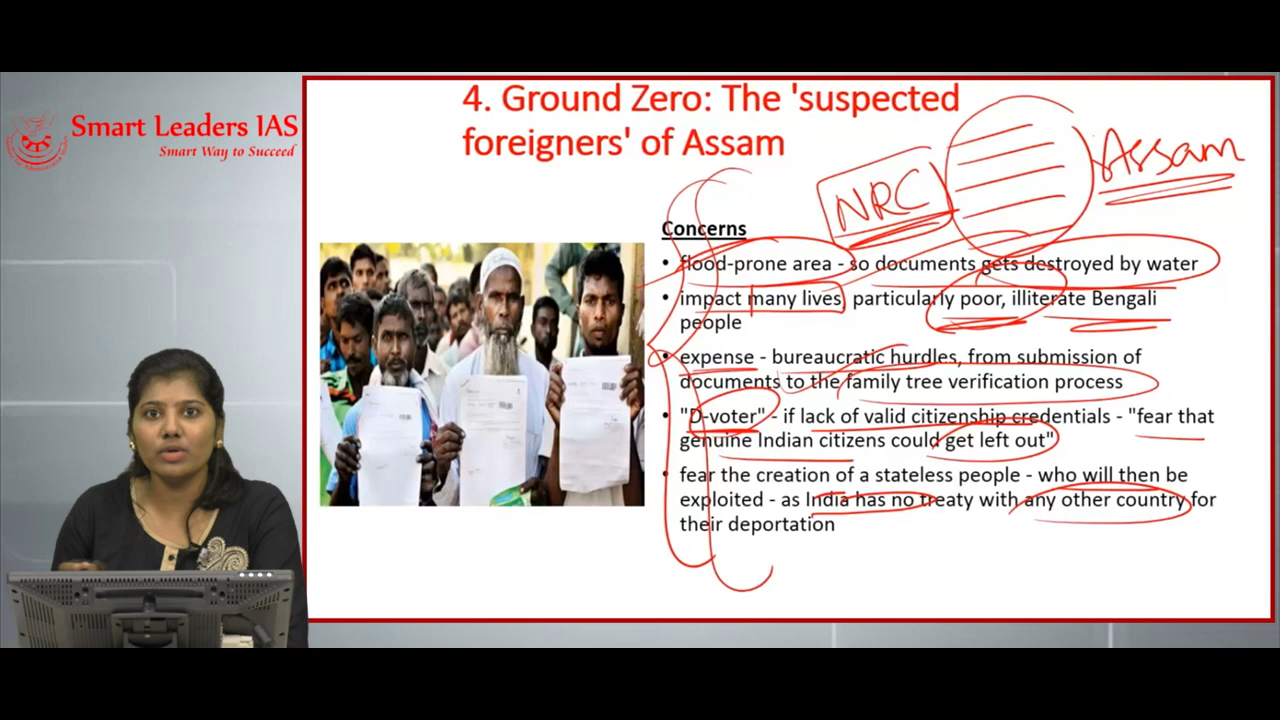 Smart Leaders IAS
Smart Way to Succeed
4. Ground Zero: The 'suspected
foreigners' of Assam
NRC
Assam
Concerns
• flood-prone area - so documents gets destroyed by water
• impact many lives, particularly poor, illiterate Bengali
people
• expense - bureaucratic hurdles, from submission of
documents to the family tree verification process
• "D-voter" - if lack of valid citizenship credentials - "fear that
genuine Indian citizens could get left out"
• fear the creation of a stateless people - who will then be
exploited - as India has no treaty with any other country for
their deportation